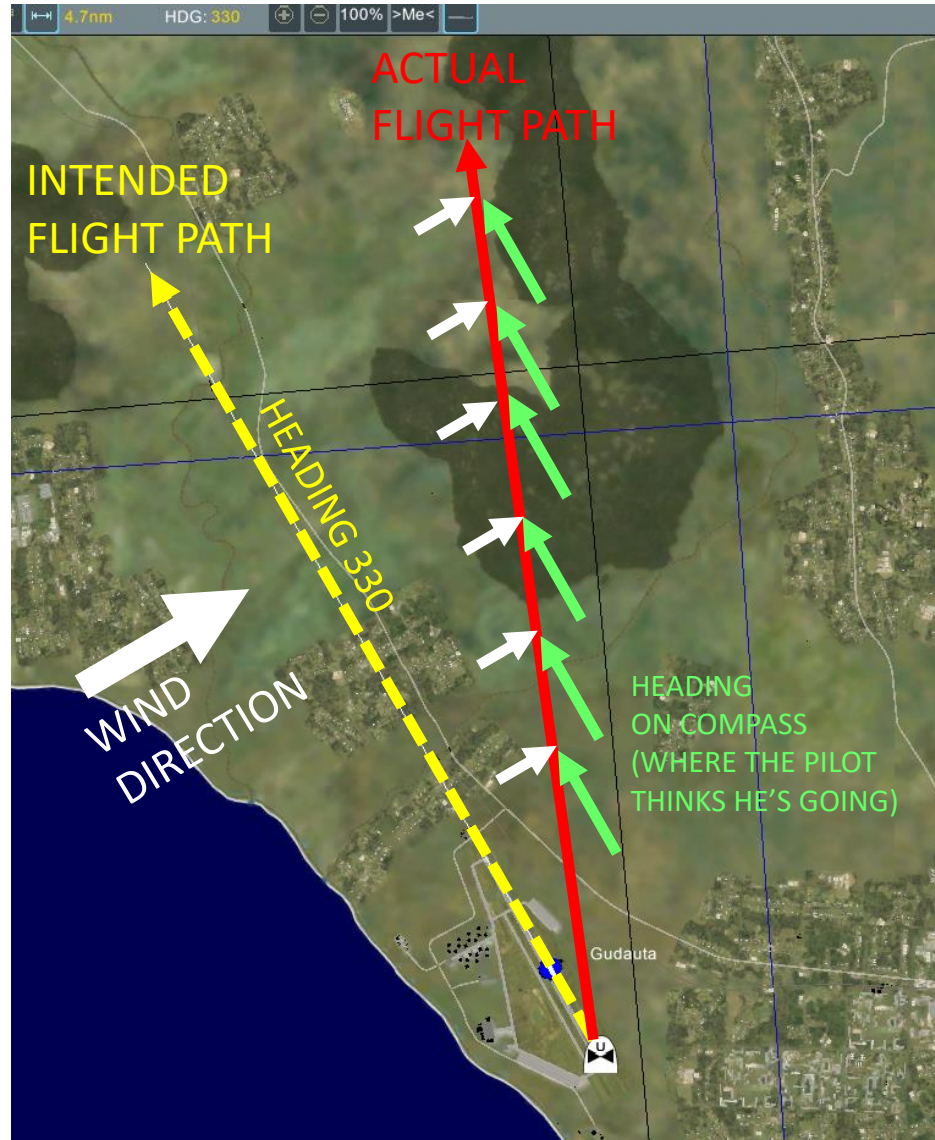 4.7nm HDG: 330 100% >Me<
ACTUAL
FLIGHT PATH
INTENDED
FLIGHT PATH
HEADING 330
WIND
DIRECTION
HEADING
ON COMPASS
(WHERE THE PILOT
THINKS HE'S GOING)
Gudauta
U